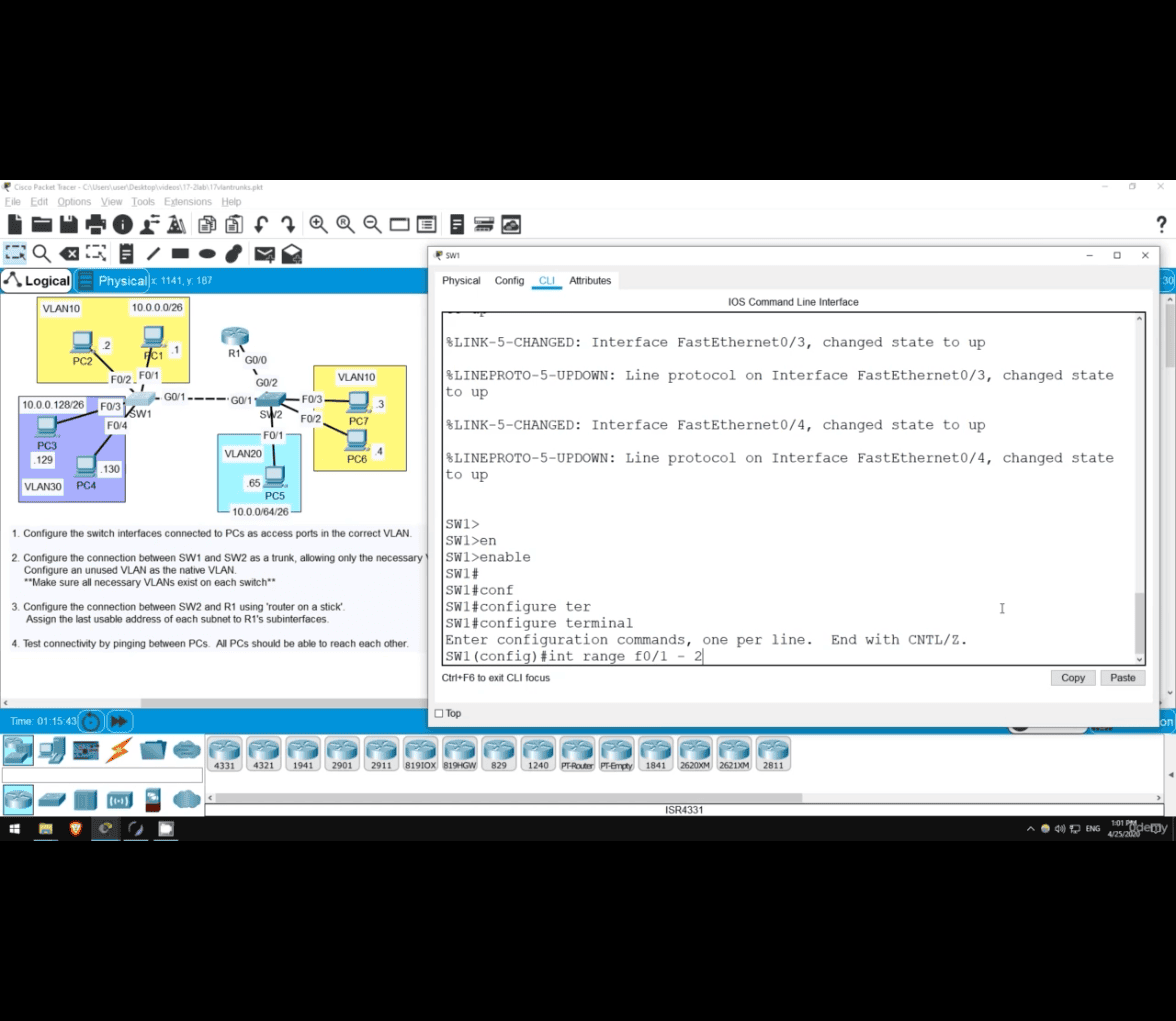 Cisco Packet Tracer - C:\Users\user\Desktop\videos\17-2lab\17vlantrunks.pkt
File Edit Options View Tools Extensions Help
?
Logical Physical x: 1141, y: 187
VLAN10 10.0.0.0/26
PC2 .2 PC1 .1
F0/2 F0/1
10.0.0.128/26 F0/3 SW1 G0/1 G0/1 SW2
F0/4
PC3 .129
PC4 .130
VLAN30
R1 G0/0
G0/2
VLAN10
F0/3 PC7 .3
F0/2 PC6 .4
F0/1
VLAN20
.65 PC5
10.0.0/64/26
1. Configure the switch interfaces connected to PCs as access ports in the correct VLAN.
2. Configure the connection between SW1 and SW2 as a trunk, allowing only the necessary
Configure an unused VLAN as the native VLAN.
**Make sure all necessary VLANs exist on each switch**
3. Configure the connection between SW2 and R1 using 'router on a stick'.
Assign the last usable address of each subnet to R1's subinterfaces.
4. Test connectivity by pinging between PCs. All PCs should be able to reach each other.
SW1
Physical Config CLI Attributes
IOS Command Line Interface
%LINK-5-CHANGED: Interface FastEthernet0/3, changed state to up
%LINEPROTO-5-UPDOWN: Line protocol on Interface FastEthernet0/3, changed state
to up
%LINK-5-CHANGED: Interface FastEthernet0/4, changed state to up
%LINEPROTO-5-UPDOWN: Line protocol on Interface FastEthernet0/4, changed state
to up
SW1>
SW1>en
SW1>enable
SW1#
SW1#conf
SW1#configure ter
SW1#configure terminal
Enter configuration commands, one per line. End with CNTL/Z.
SW1(config)#int range f0/1 - 2
Ctrl+F6 to exit CLI focus
Copy Paste
Top
30
Time: 01:15:43
on
4331 4321 1941 2901 2911 819IOX 819HGW 829 1240 PT-Router PT-Empty 1841 2620XM 2621XM 2811
ISR4331
ENG
1:01 PM
4/25/2020
udemy